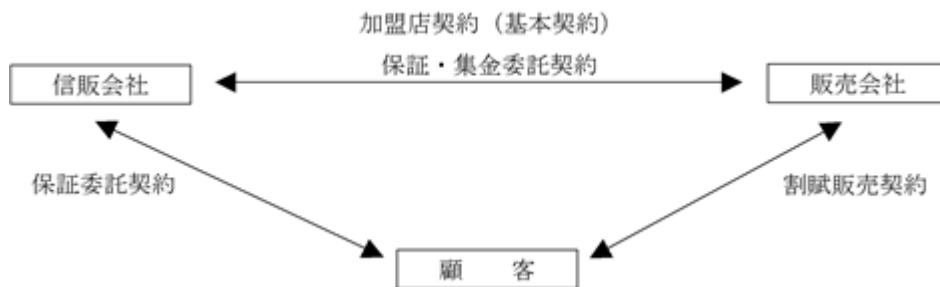 加盟店契約（基本契約）
保証・集金委託契約
信販会社
販売会社
保証委託契約
割賦販売契約
顧　客